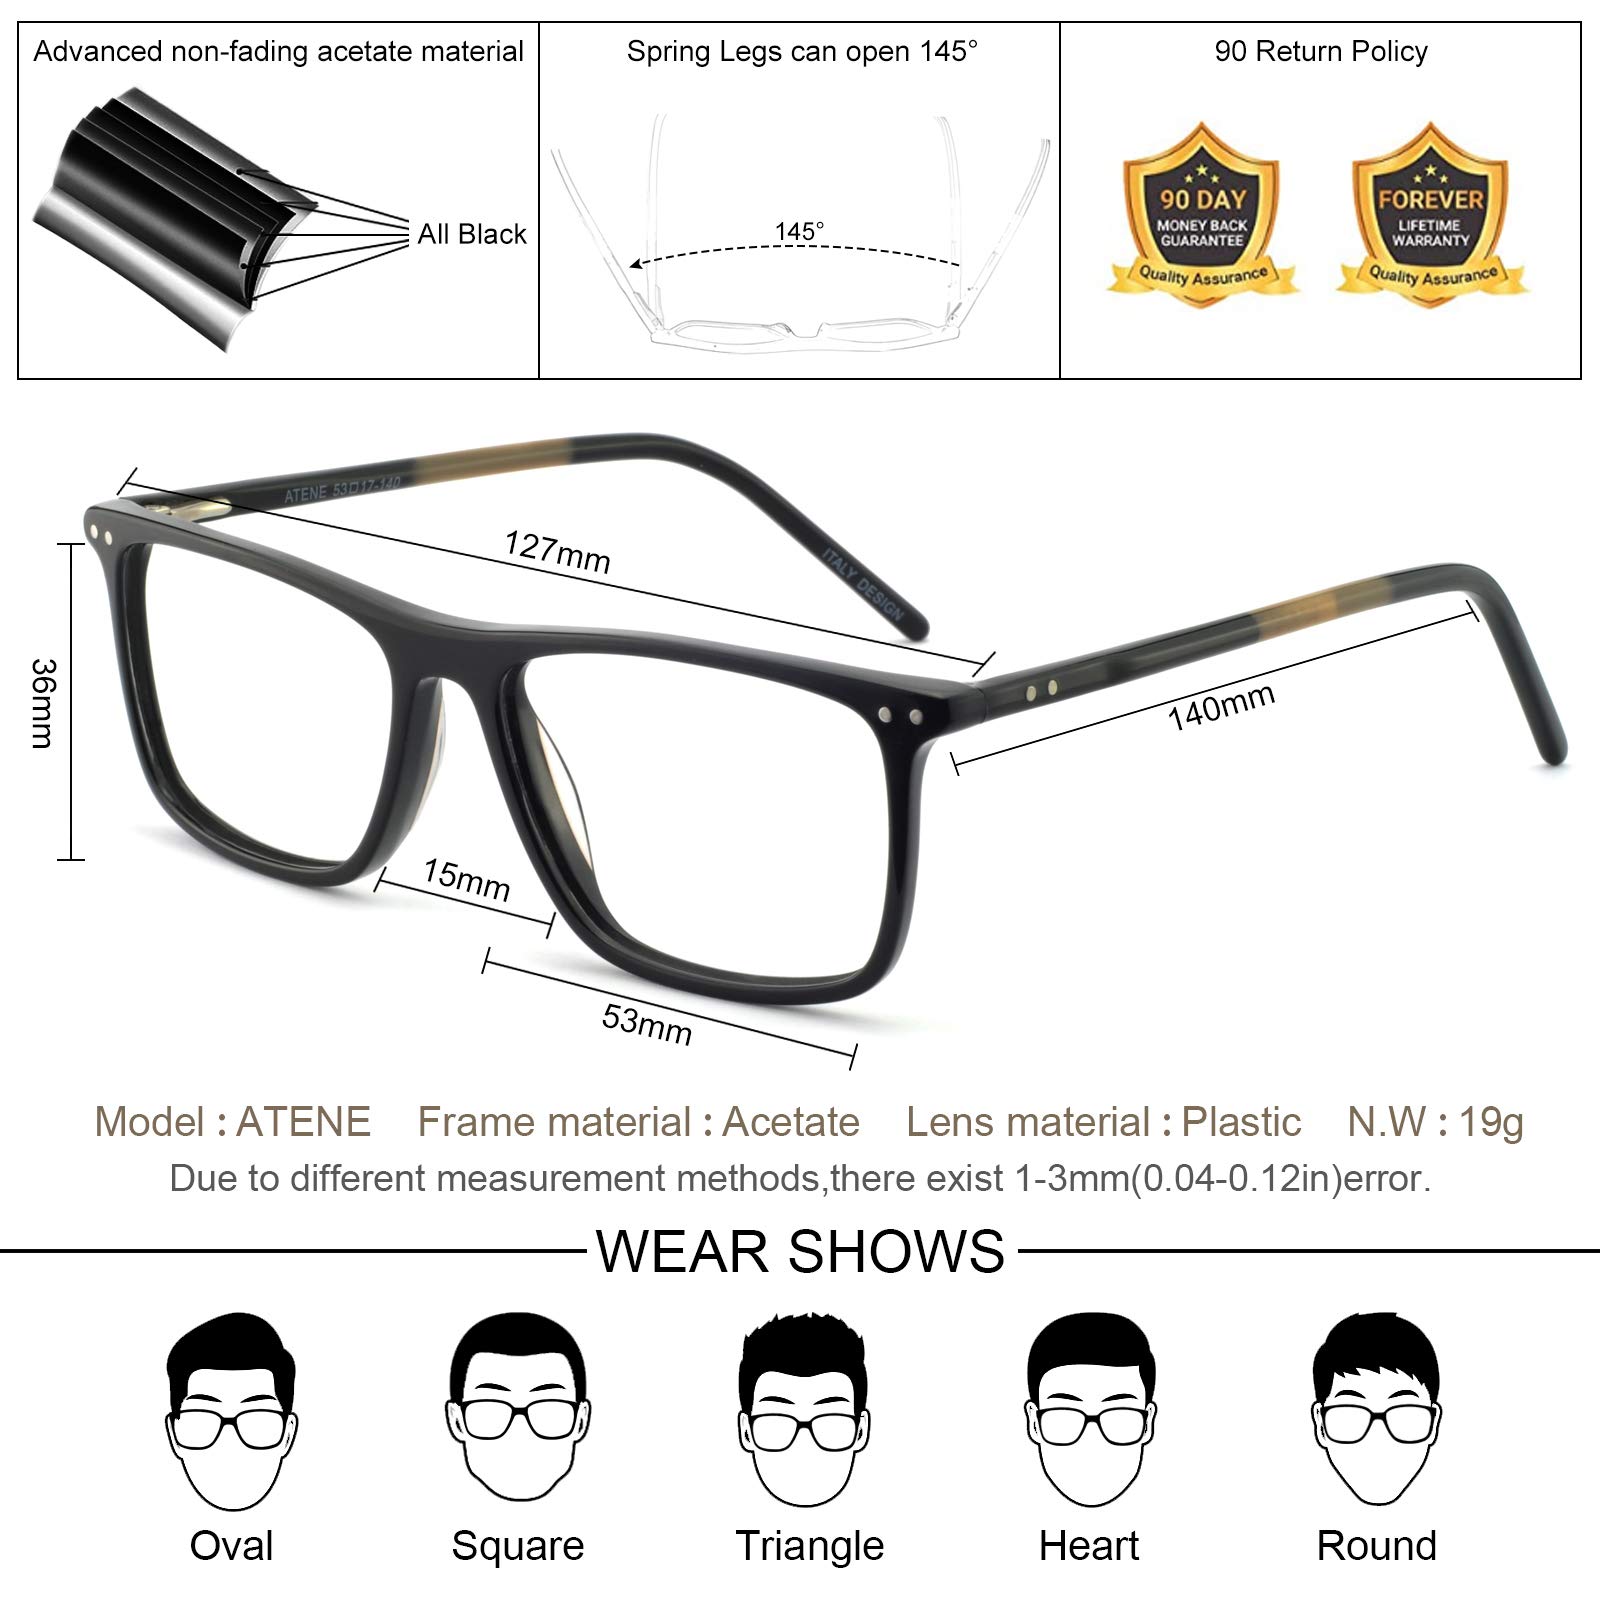 Advanced non-fading acetate material
All Black
Spring Legs can open 145°
145°
90 Return Policy
90 DAY
MONEY BACK
GUARANTEE
Quality Assurance
FOREVER
LIFETIME
WARRANTY
Quality Assurance
ATENE 53□17-140
ITALY DESIGN
127mm
36mm
140mm
15mm
53mm
Model : ATENE Frame material : Acetate Lens material : Plastic N.W : 19g
Due to different measurement methods,there exist 1-3mm(0.04-0.12in)error.
WEAR SHOWS
Oval
Square
Triangle
Heart
Round